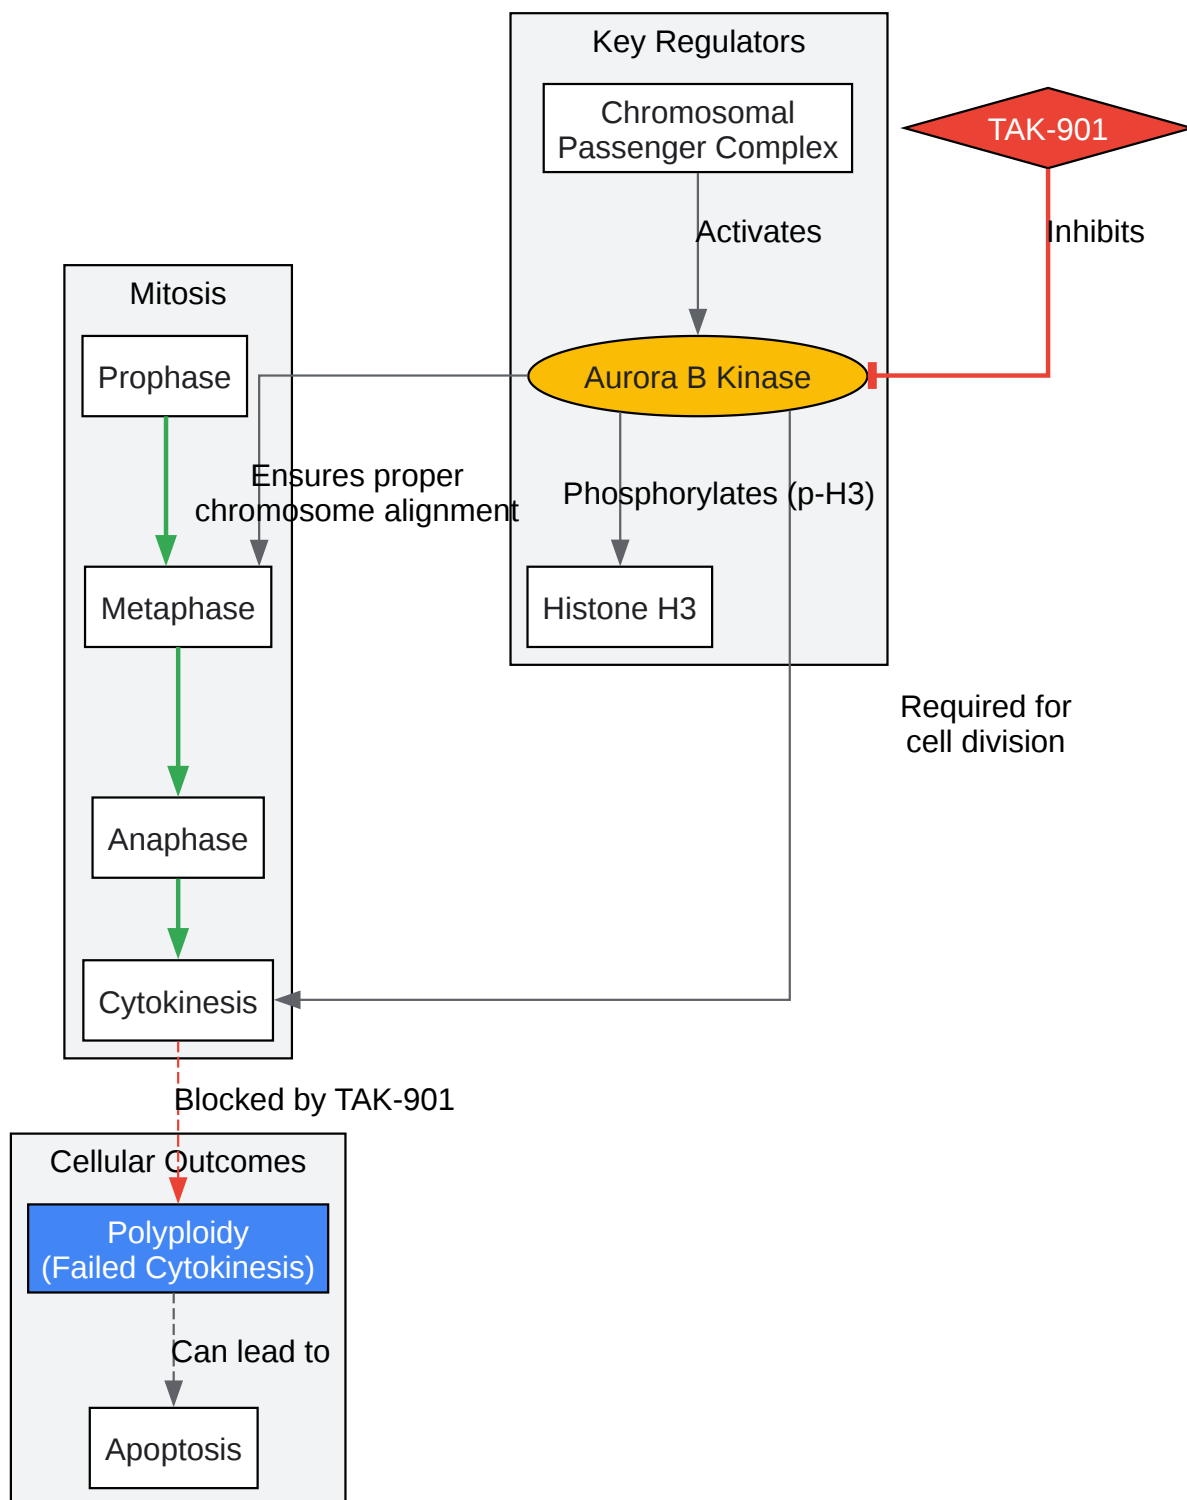 Key Regulators
Chromosomal
Passenger Complex
TAK-901
Activates
Inhibits
Mitosis
Prophase
Aurora B Kinase
Ensures proper
chromosome alignment
Phosphorylates (p-H3)
Metaphase
Histone H3
Required for
cell division
Anaphase
Cytokinesis
Blocked by TAK-901
Cellular Outcomes
Polyploidy
(Failed Cytokinesis)
Can lead to
Apoptosis